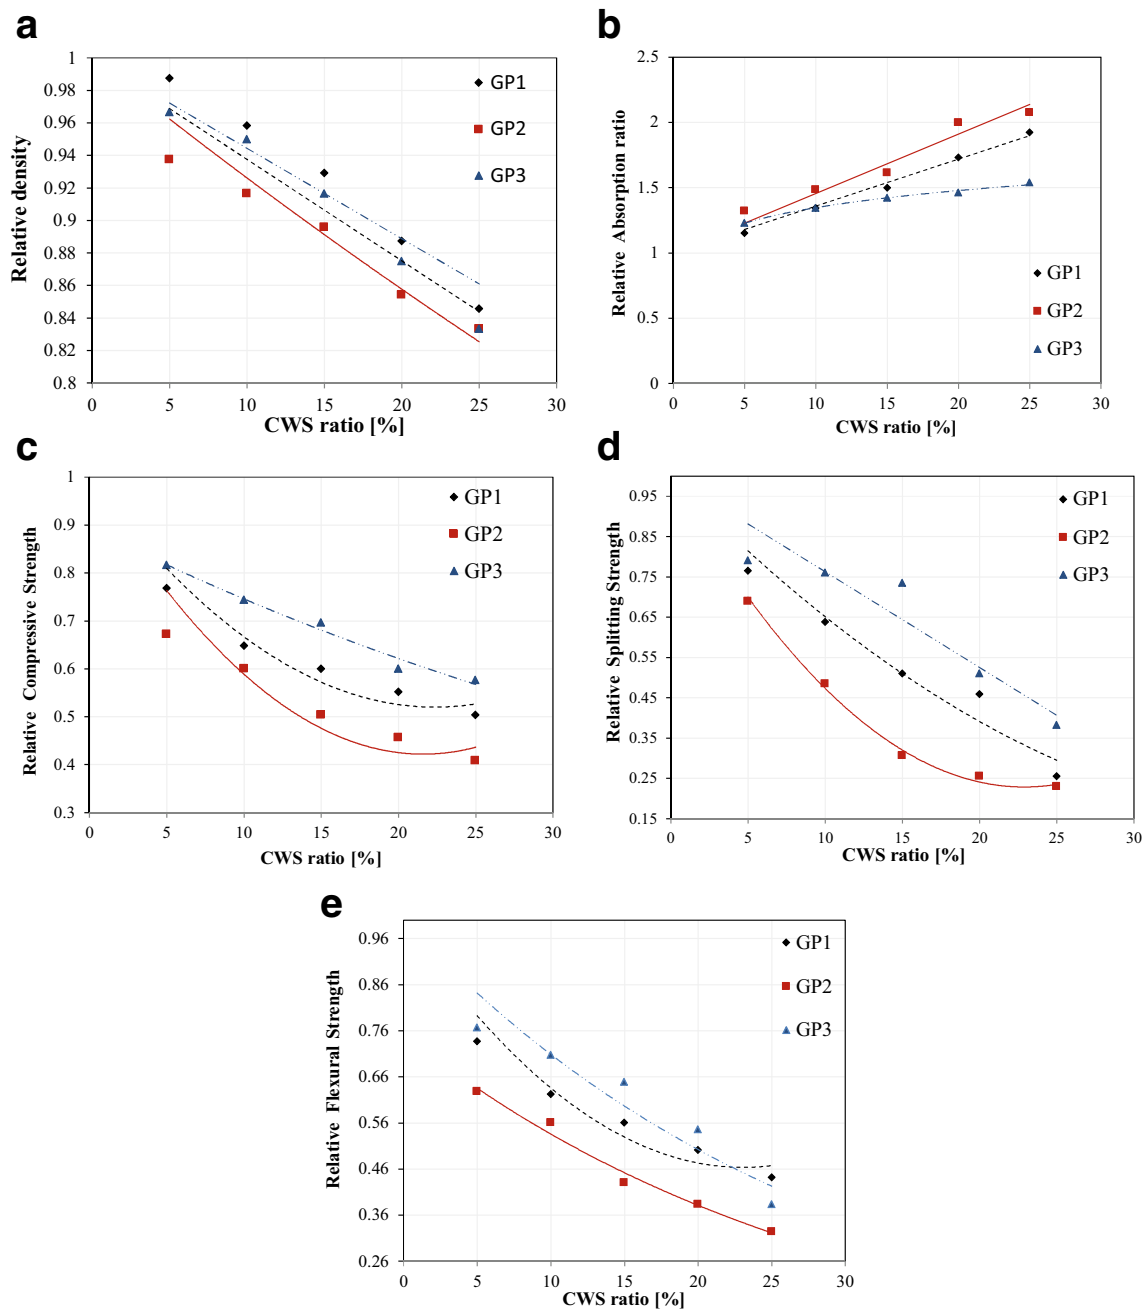 a
1
0.98
0.96
0.94
0.92
0.9
0.88
0.86
0.84
0.82
0.8
Relative density
0 5 10 15 20 25 30
CWS ratio [%]
GP1
GP2
GP3
b
2.5
2
1.5
1
0.5
0
Relative Absorption ratio
0 5 10 15 20 25 30
CWS ratio [%]
GP1
GP2
GP3
c
1
0.9
0.8
0.7
0.6
0.5
0.4
0.3
Relative Compressive Strength
0 5 10 15 20 25 30
CWS ratio [%]
GP1
GP2
GP3
d
0.95
0.85
0.75
0.65
0.55
0.45
0.35
0.25
0.15
Relative Splitting Strength
0 5 10 15 20 25 30
CWS ratio [%]
GP1
GP2
GP3
e
0.96
0.86
0.76
0.66
0.56
0.46
0.36
0.26
Relative Flexural Strength
0 5 10 15 20 25 30
CWS ratio [%]
GP1
GP2
GP3